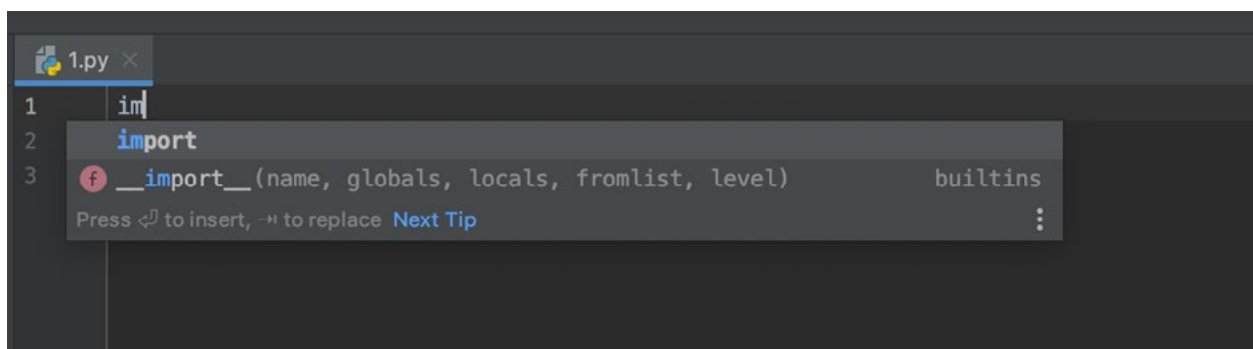 1.py
1 im
2 import
3 f __import__(name, globals, locals, fromlist, level) builtins
Press ⏎ to insert, ⇥ to replace Next Tip